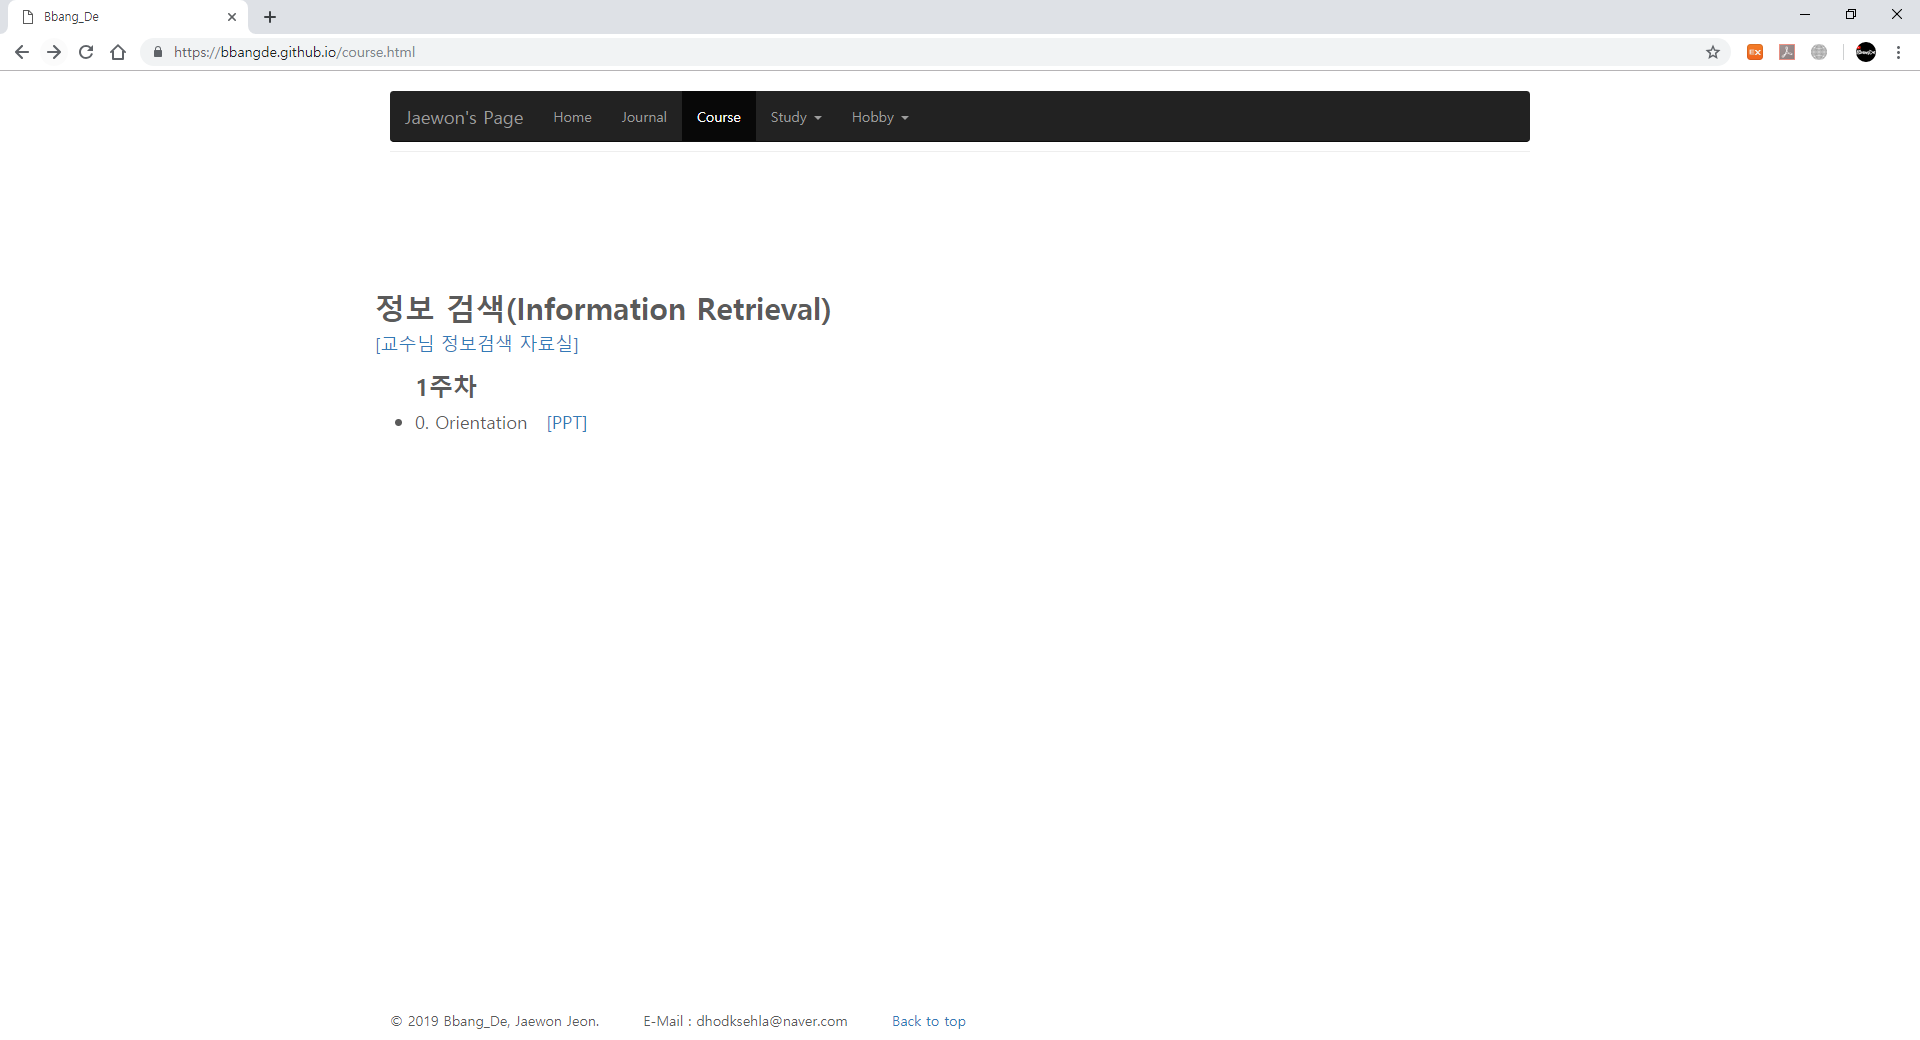 Bbang_De
https://bbangde.github.io/course.html
Jaewon's Page Home Journal Course Study Hobby
정보 검색(Information Retrieval)
[교수님 정보검색 자료실]
1주차
0. Orientation [PPT]
© 2019 Bbang_De, Jaewon Jeon. E-Mail : dhodksehla@naver.com Back to top